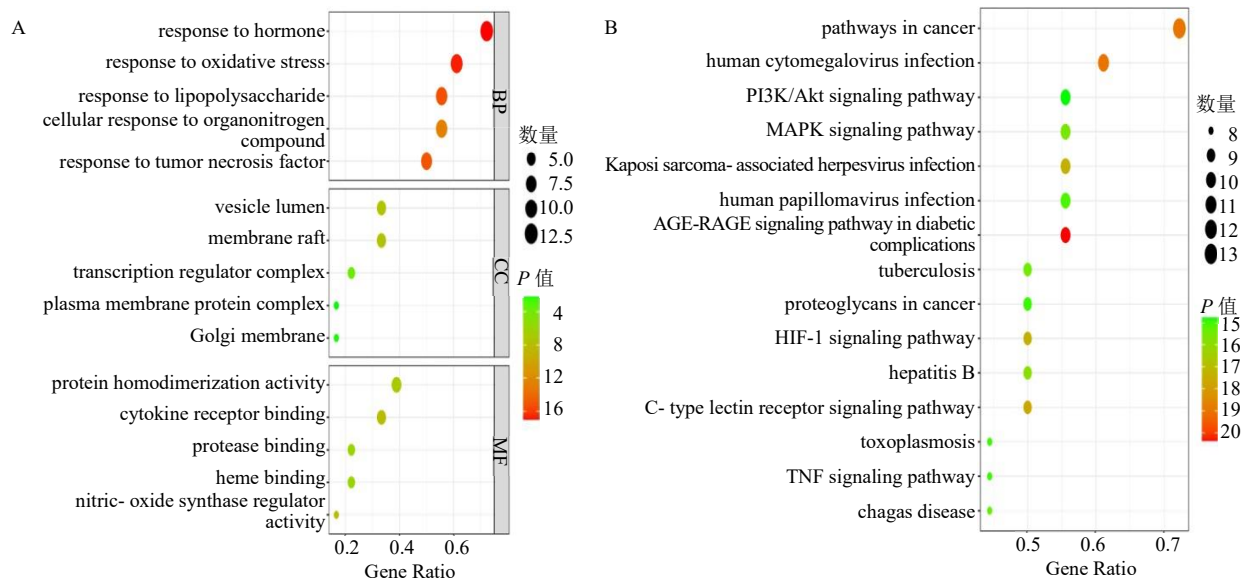 A
response to hormone
response to oxidative stress
response to lipopolysaccharide
cellular response to organonitrogen
compound
response to tumor necrosis factor
BP
vesicle lumen
membrane raft
transcription regulator complex
plasma membrane protein complex
Golgi membrane
CC
protein homodimerization activity
cytokine receptor binding
protease binding
heme binding
nitric- oxide synthase regulator
activity
MF
0.2 0.4 0.6
Gene Ratio
数量
5.0
7.5
10.0
12.5
P 值
4
8
12
16
B
pathways in cancer
human cytomegalovirus infection
PI3K/Akt signaling pathway
MAPK signaling pathway
Kaposi sarcoma- associated herpesvirus infection
human papillomavirus infection
AGE-RAGE signaling pathway in diabetic
complications
tuberculosis
proteoglycans in cancer
HIF-1 signaling pathway
hepatitis B
C- type lectin receptor signaling pathway
toxoplasmosis
TNF signaling pathway
chagas disease
0.5 0.6 0.7
Gene Ratio
数量
8
9
10
11
12
13
P 值
15
16
17
18
19
20